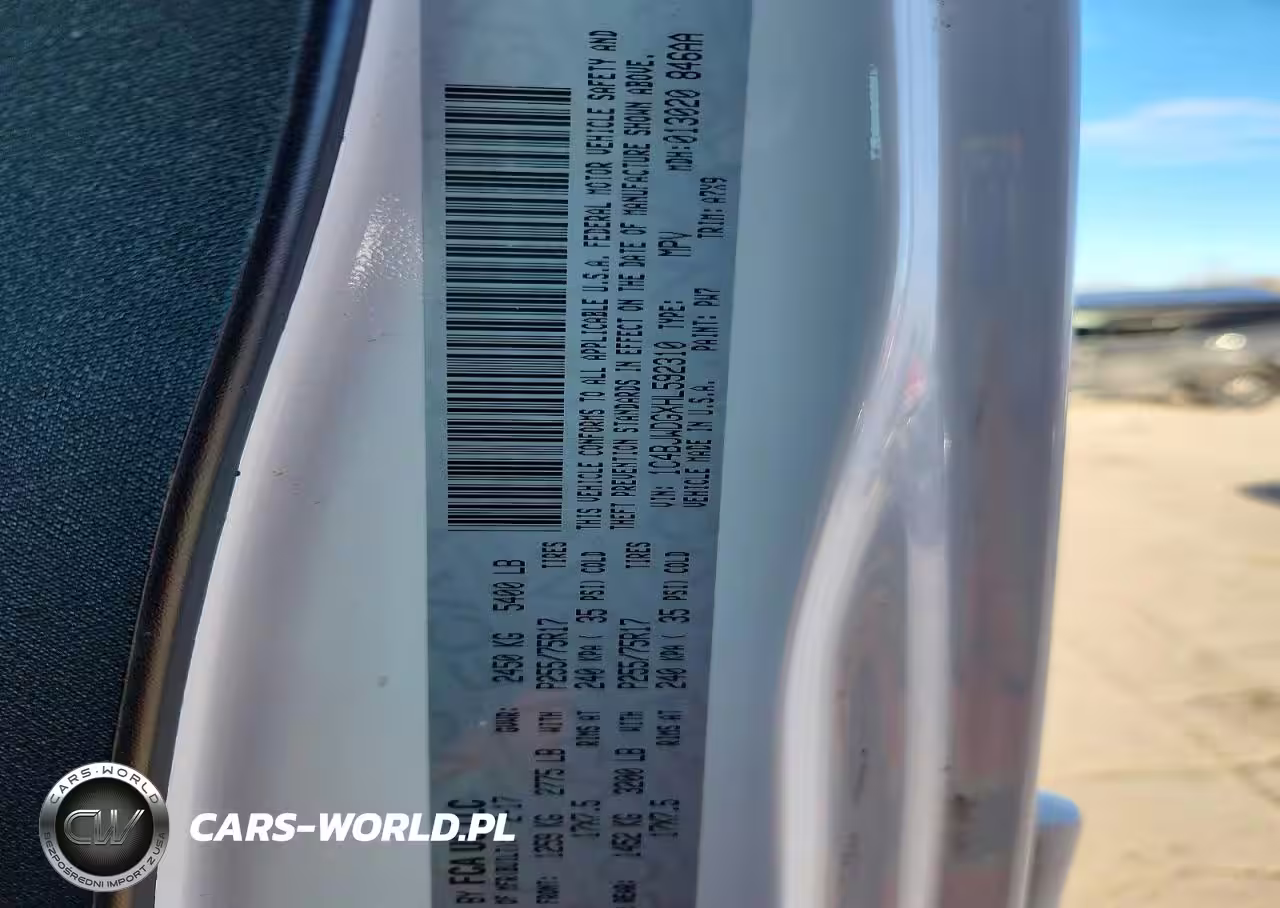 BY FCA US LLC
2-17 GVWR: 2450 KG 5400 LB
FRONT: 1259 KG 2775 LB WITH P255/75R17 TIRES
17X7.5 RIMS AT 240 KPA ( 35 PSI) COLD
REAR: 1452 KG 3200 LB WITH P255/75R17 TIRES
17X7.5 RIMS AT 240 KPA ( 35 PSI) COLD
THIS VEHICLE CONFORMS TO ALL APPLICABLE U.S.A. FEDERAL MOTOR VEHICLE SAFETY AND
THEFT PREVENTION STANDARDS IN EFFECT ON THE DATE OF MANUFACTURE SHOWN ABOVE.
VIN: 1C4BJWDGXHL592310 TYPE: MPV MDH:013020 846AA
VEHICLE MADE IN U.S.A. PAINT: PW7 TRIM: A7X9
CARS-WORLD
CW
BEZPOŚREDNI IMPORT Z USA
CARS-WORLD.PL